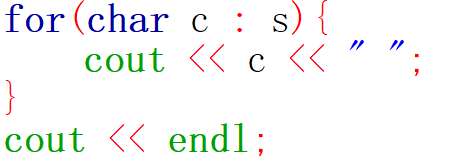 for(char c : s){
    cout << c << " ";
}
cout << endl;